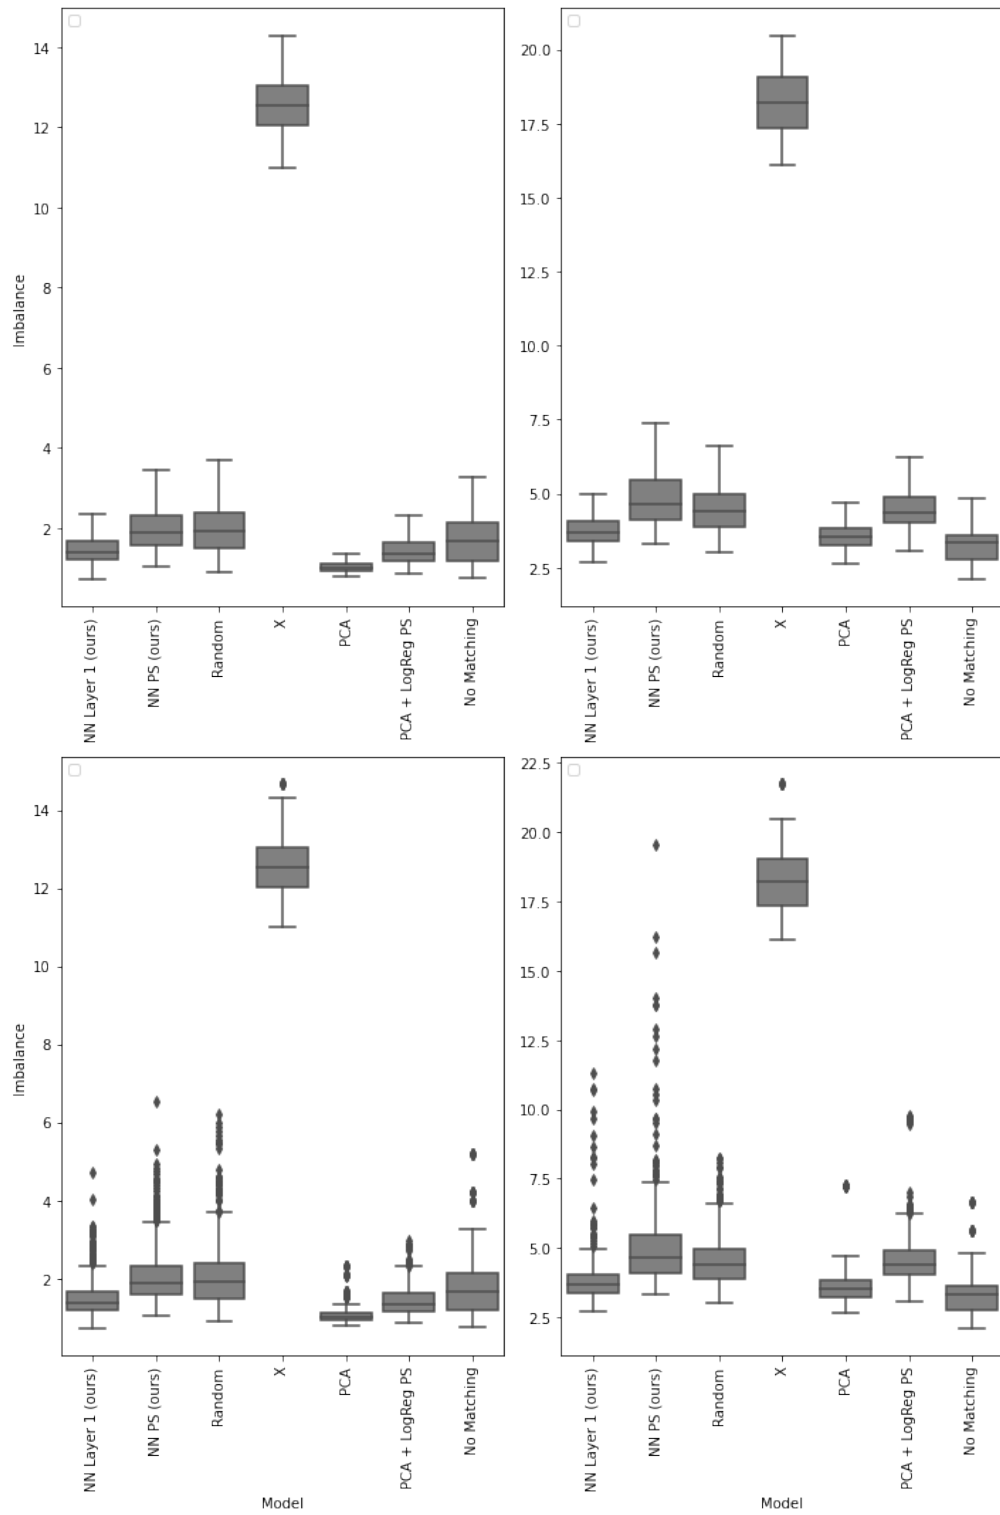 14
12
10
8
6
4
2
Imbalance
NN Layer 1 (ours)
NN PS (ours)
Random
X
PCA
PCA + LogReg PS
No Matching
20.0
17.5
15.0
12.5
10.0
7.5
5.0
2.5
NN Layer 1 (ours)
NN PS (ours)
Random
X
PCA
PCA + LogReg PS
No Matching
14
12
10
8
6
4
2
Imbalance
NN Layer 1 (ours)
NN PS (ours)
Random
X
PCA
PCA + LogReg PS
No Matching
Model
22.5
20.0
17.5
15.0
12.5
10.0
7.5
5.0
2.5
NN Layer 1 (ours)
NN PS (ours)
Random
X
PCA
PCA + LogReg PS
No Matching
Model